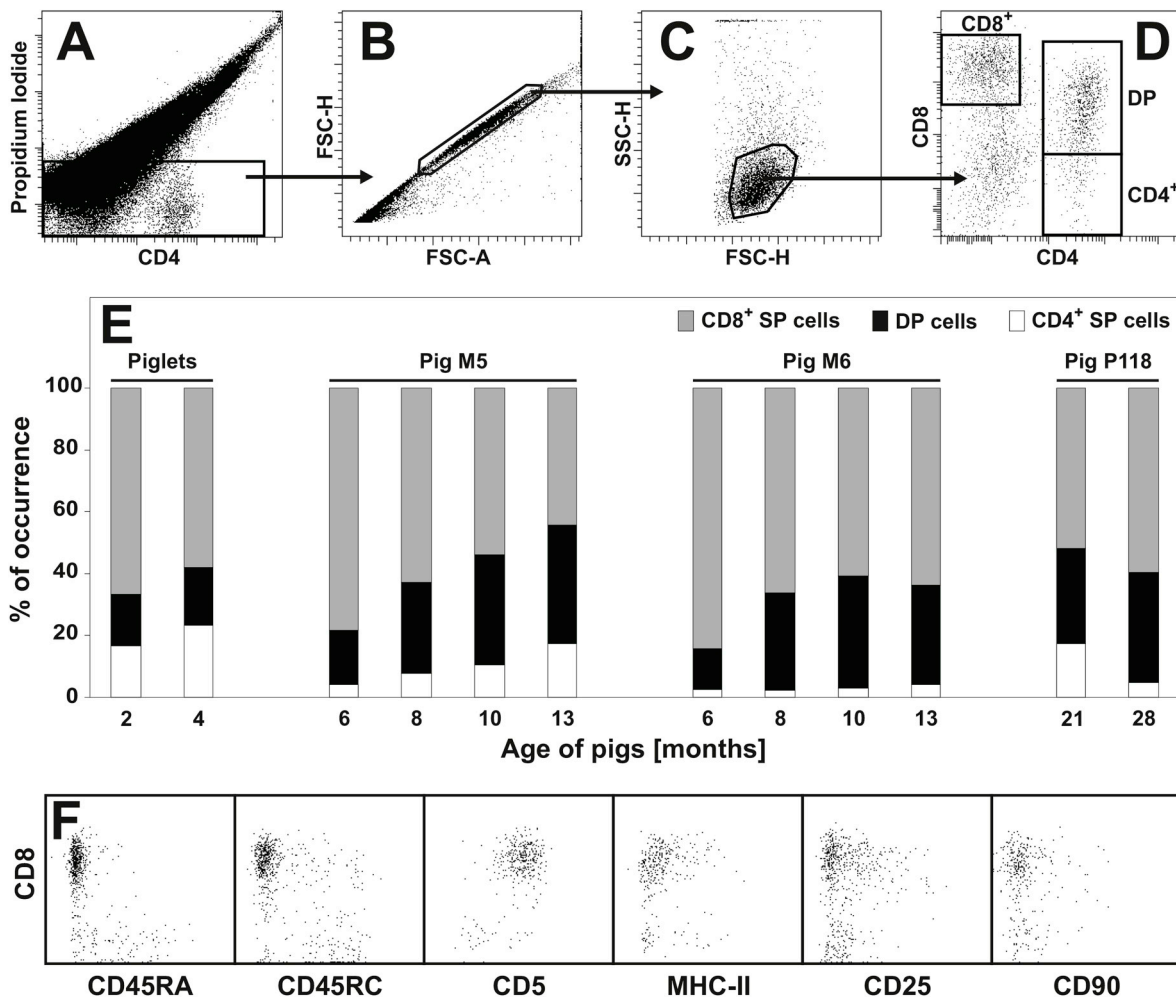 A
Propidium Iodide
CD4
B
FSC-H
FSC-A
C
SSC-H
FSC-H
D
CD8⁺
CD8
DP
CD4⁺
CD4
E
CD8⁺ SP cells
DP cells
CD4⁺ SP cells
Piglets
Pig M5
Pig M6
Pig P118
% of occurrence
100
80
60
40
20
0
2 4 6 8 10 13 6 8 10 13 21 28
Age of pigs [months]
F
CD8
CD45RA CD45RC CD5 MHC-II CD25 CD90